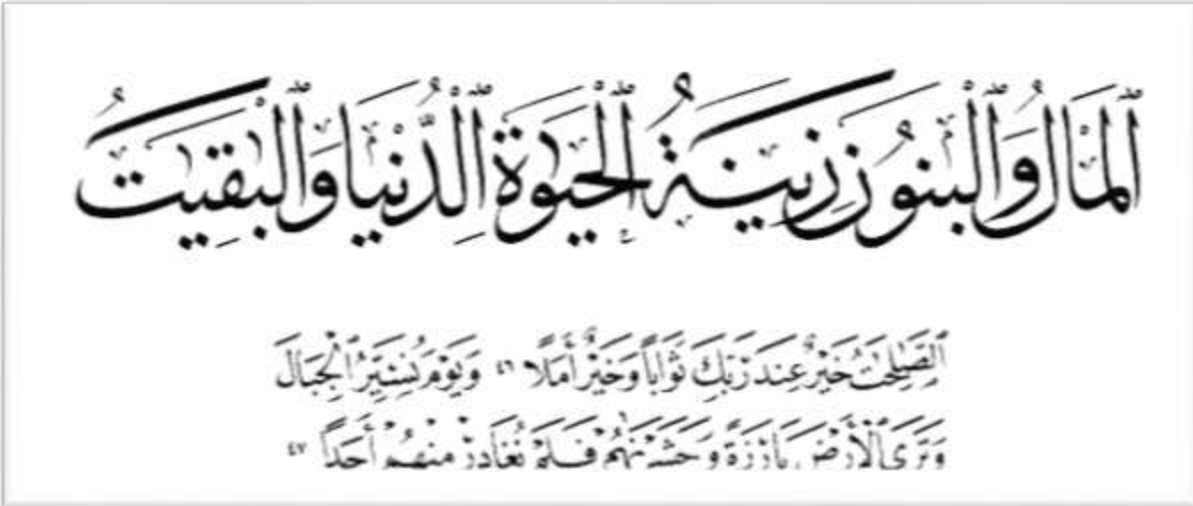 ٱلْمَالُ وَٱلْبَنُونَ زِينَةُ ٱلْحَيَوٰةِ ٱلدُّنْيَا وَٱلْبَٰقِيَٰتُ
ٱلصَّٰلِحَٰتُ خَيْرٌ عِندَ رَبِّكَ ثَوَابًا وَخَيْرٌ أَمَلًا ٤٦ وَيَوْمَ نُسَيِّرُ ٱلْجِبَالَ
وَتَرَى ٱلْأَرْضَ بَارِزَةً وَحَشَرْنَٰهُمْ فَلَمْ نُغَادِرْ مِنْهُمْ أَحَدًا ٤٧